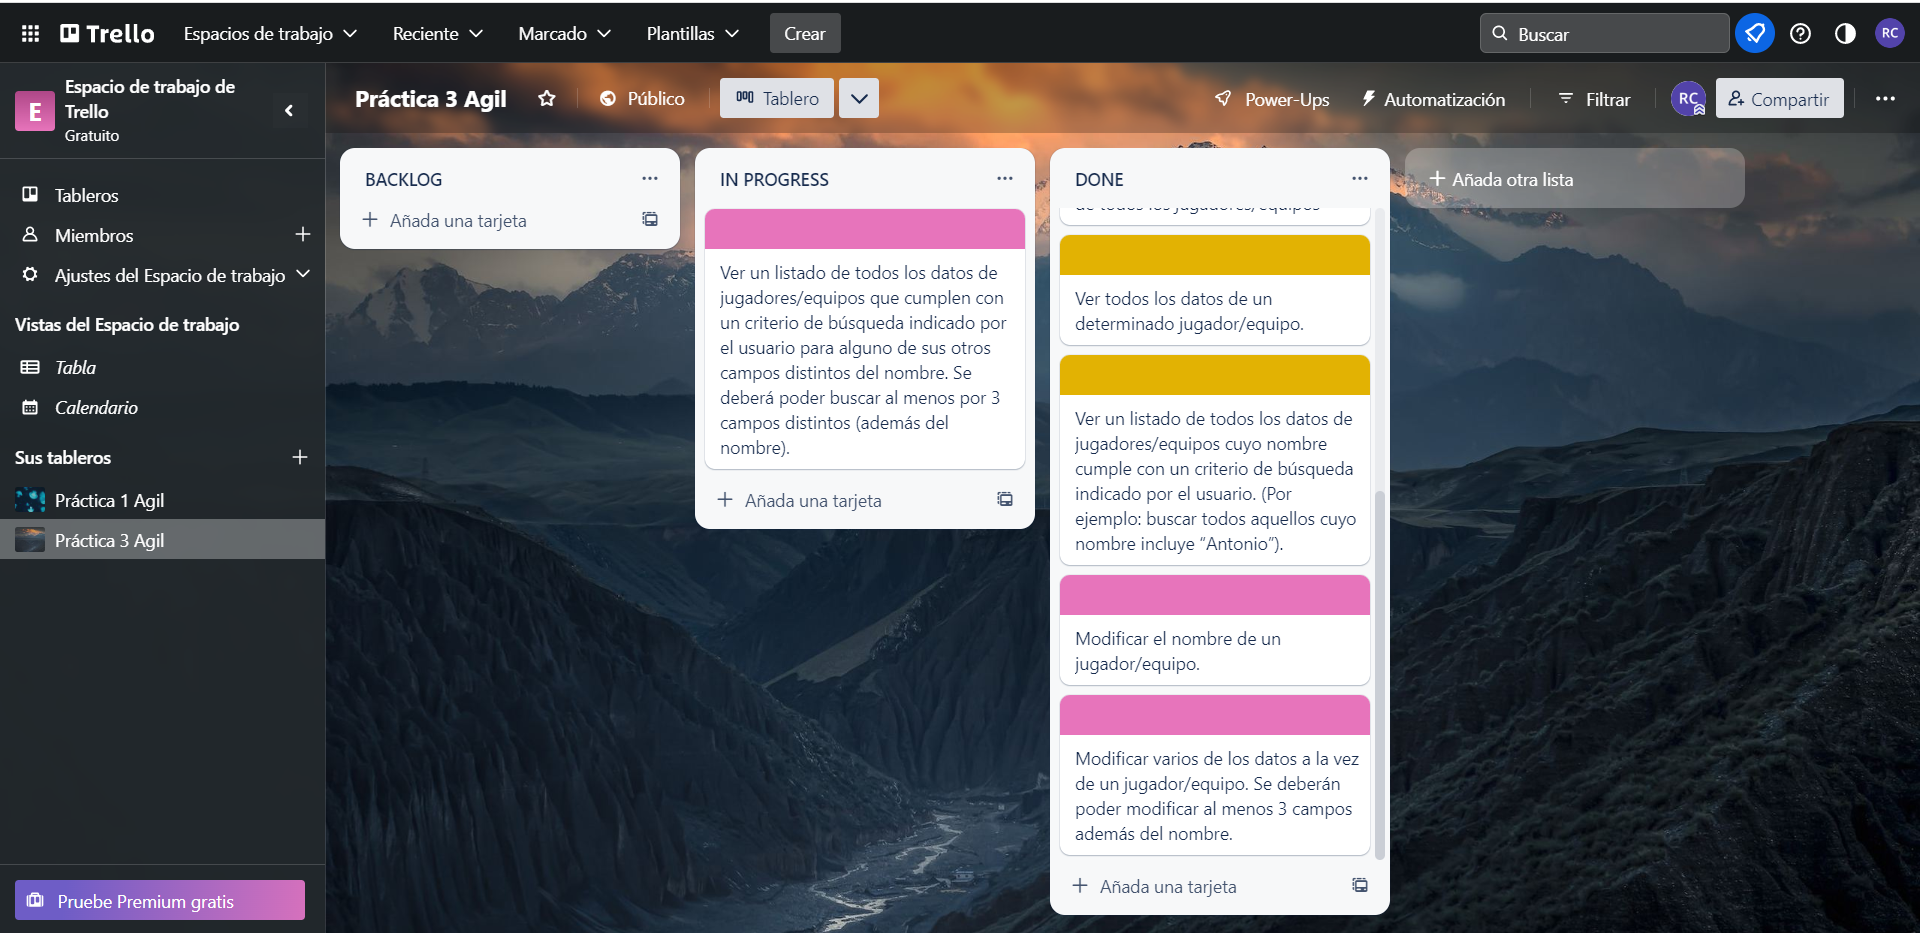 Trello
Espacios de trabajo
Reciente
Marcado
Plantillas
Crear
Buscar
RC
E
Espacio de trabajo de
Trello
Gratuito
Práctica 3 Agil
Público
Tablero
Power-Ups
Automatización
Filtrar
RC
Compartir
Tableros
Miembros
Ajustes del Espacio de trabajo
Vistas del Espacio de trabajo
Tabla
Calendario
Sus tableros
Práctica 1 Agil
Práctica 3 Agil
Pruebe Premium gratis
BACKLOG
Añada una tarjeta
IN PROGRESS
Ver un listado de todos los datos de
jugadores/equipos que cumplen con
un criterio de búsqueda indicado por
el usuario para alguno de sus otros
campos distintos del nombre. Se
deberá poder buscar al menos por 3
campos distintos (además del
nombre).
Añada una tarjeta
DONE
de todos los jugadores/equipos
Ver todos los datos de un
determinado jugador/equipo.
Ver un listado de todos los datos de
jugadores/equipos cuyo nombre
cumple con un criterio de búsqueda
indicado por el usuario. (Por
ejemplo: buscar todos aquellos cuyo
nombre incluye “Antonio”).
Modificar el nombre de un
jugador/equipo.
Modificar varios de los datos a la vez
de un jugador/equipo. Se deberán
poder modificar al menos 3 campos
además del nombre.
Añada una tarjeta
Añada otra lista